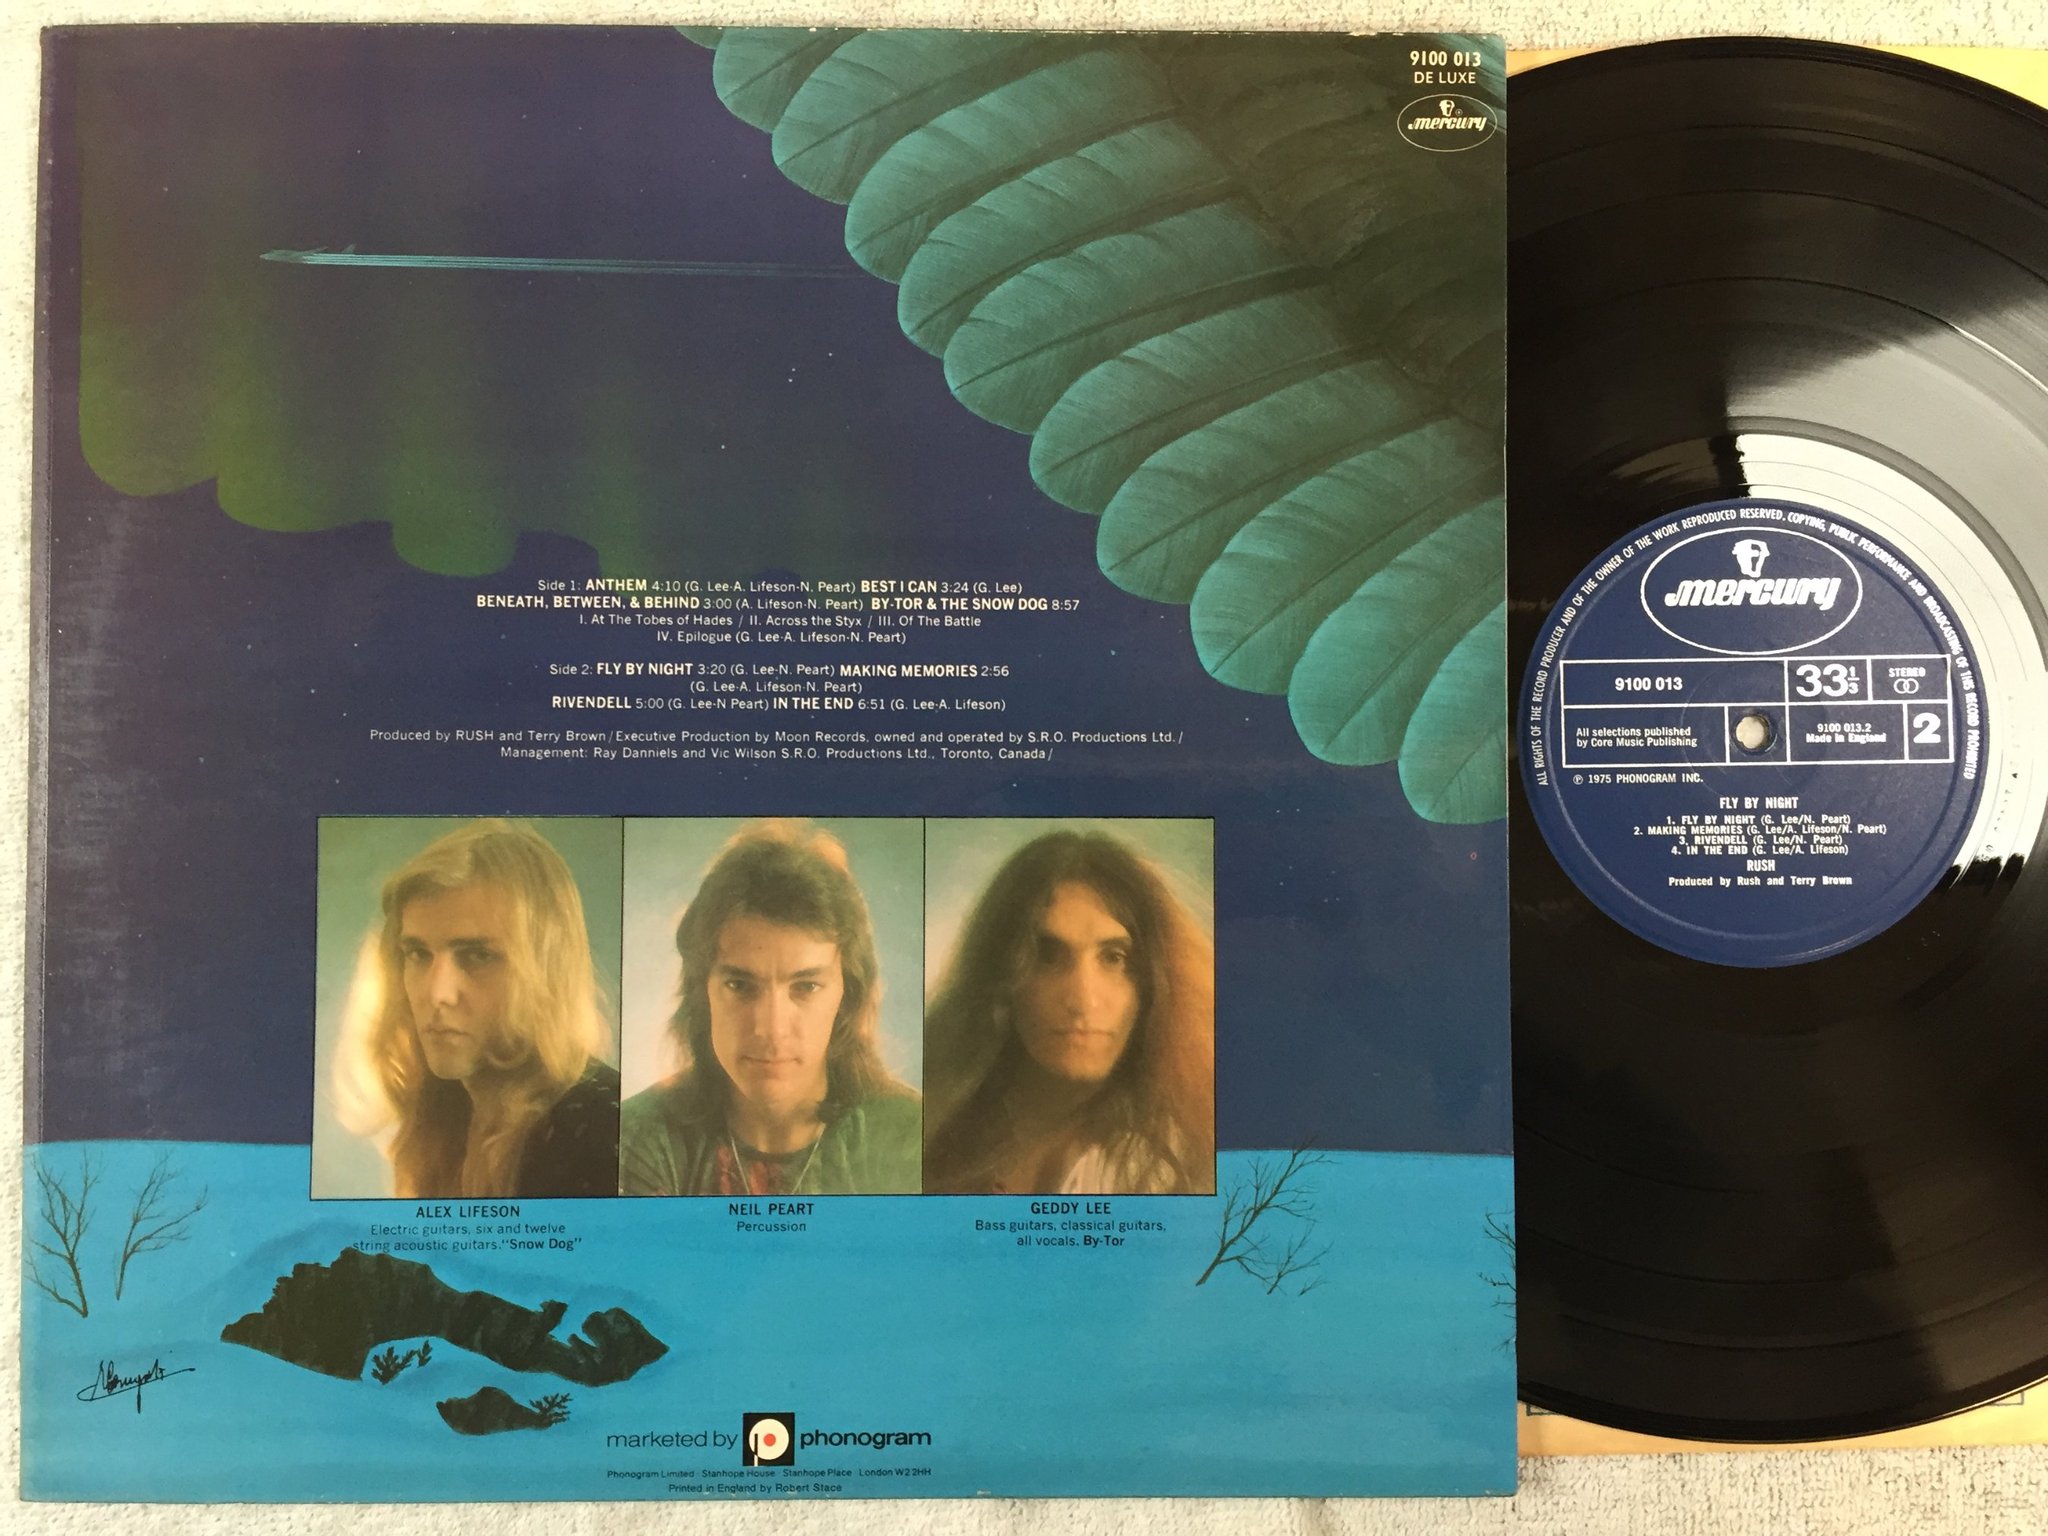 9100 013
DE LUXE
mercury
Side 1: ANTHEM 4:10 (G. Lee-A. Lifeson-N. Peart) BEST I CAN 3:24 (G. Lee)
BENEATH, BETWEEN, & BEHIND 3:00 (A. Lifeson-N. Peart) BY-TOR & THE SNOW DOG 8:57
I. At The Tobes of Hades / II. Across the Styx / III. Of The Battle
IV. Epilogue (G. Lee-A. Lifeson-N. Peart)
Side 2: FLY BY NIGHT 3:20 (G. Lee-N. Peart) MAKING MEMORIES 2:56
(G. Lee-A. Lifeson-N. Peart)
RIVENDELL 5:00 (G. Lee-N Peart) IN THE END 6:51 (G. Lee-A. Lifeson)
Produced by RUSH and Terry Brown/Executive Production by Moon Records, owned and operated by S.R.O. Productions Ltd./
Management: Ray Danniels and Vic Wilson S.R.O. Productions Ltd., Toronto, Canada/
ALEX LIFESON
Electric guitars, six and twelve
string acoustic guitars. "Snow Dog"
NEIL PEART
Percussion
GEDDY LEE
Bass guitars, classical guitars,
all vocals. By-Tor
marketed by phonogram
Phonogram Limited Stanhope House Stanhope Place London W2 2HH
Printed in England by Robert Stace
ALL RIGHTS OF THE RECORD PRODUCER AND OF THE OWNER OF THE WORK REPRODUCED RESERVED. COPYING, PUBLIC PERFORMANCE AND BROADCASTING OF THIS RECORD PROHIBITED
mercury
9100 013
33 1/3
STEREO
All selections published
by Core Music Publishing
9100 013.2
Made in England
2
℗ 1975 PHONOGRAM INC.
FLY BY NIGHT
1. FLY BY NIGHT (G. Lee/N. Peart)
2. MAKING MEMORIES (G. Lee/A. Lifeson/N. Peart)
3. RIVENDELL (G. Lee/N. Peart)
4. IN THE END (G. Lee/A. Lifeson)
RUSH
Produced by Rush and Terry Brown